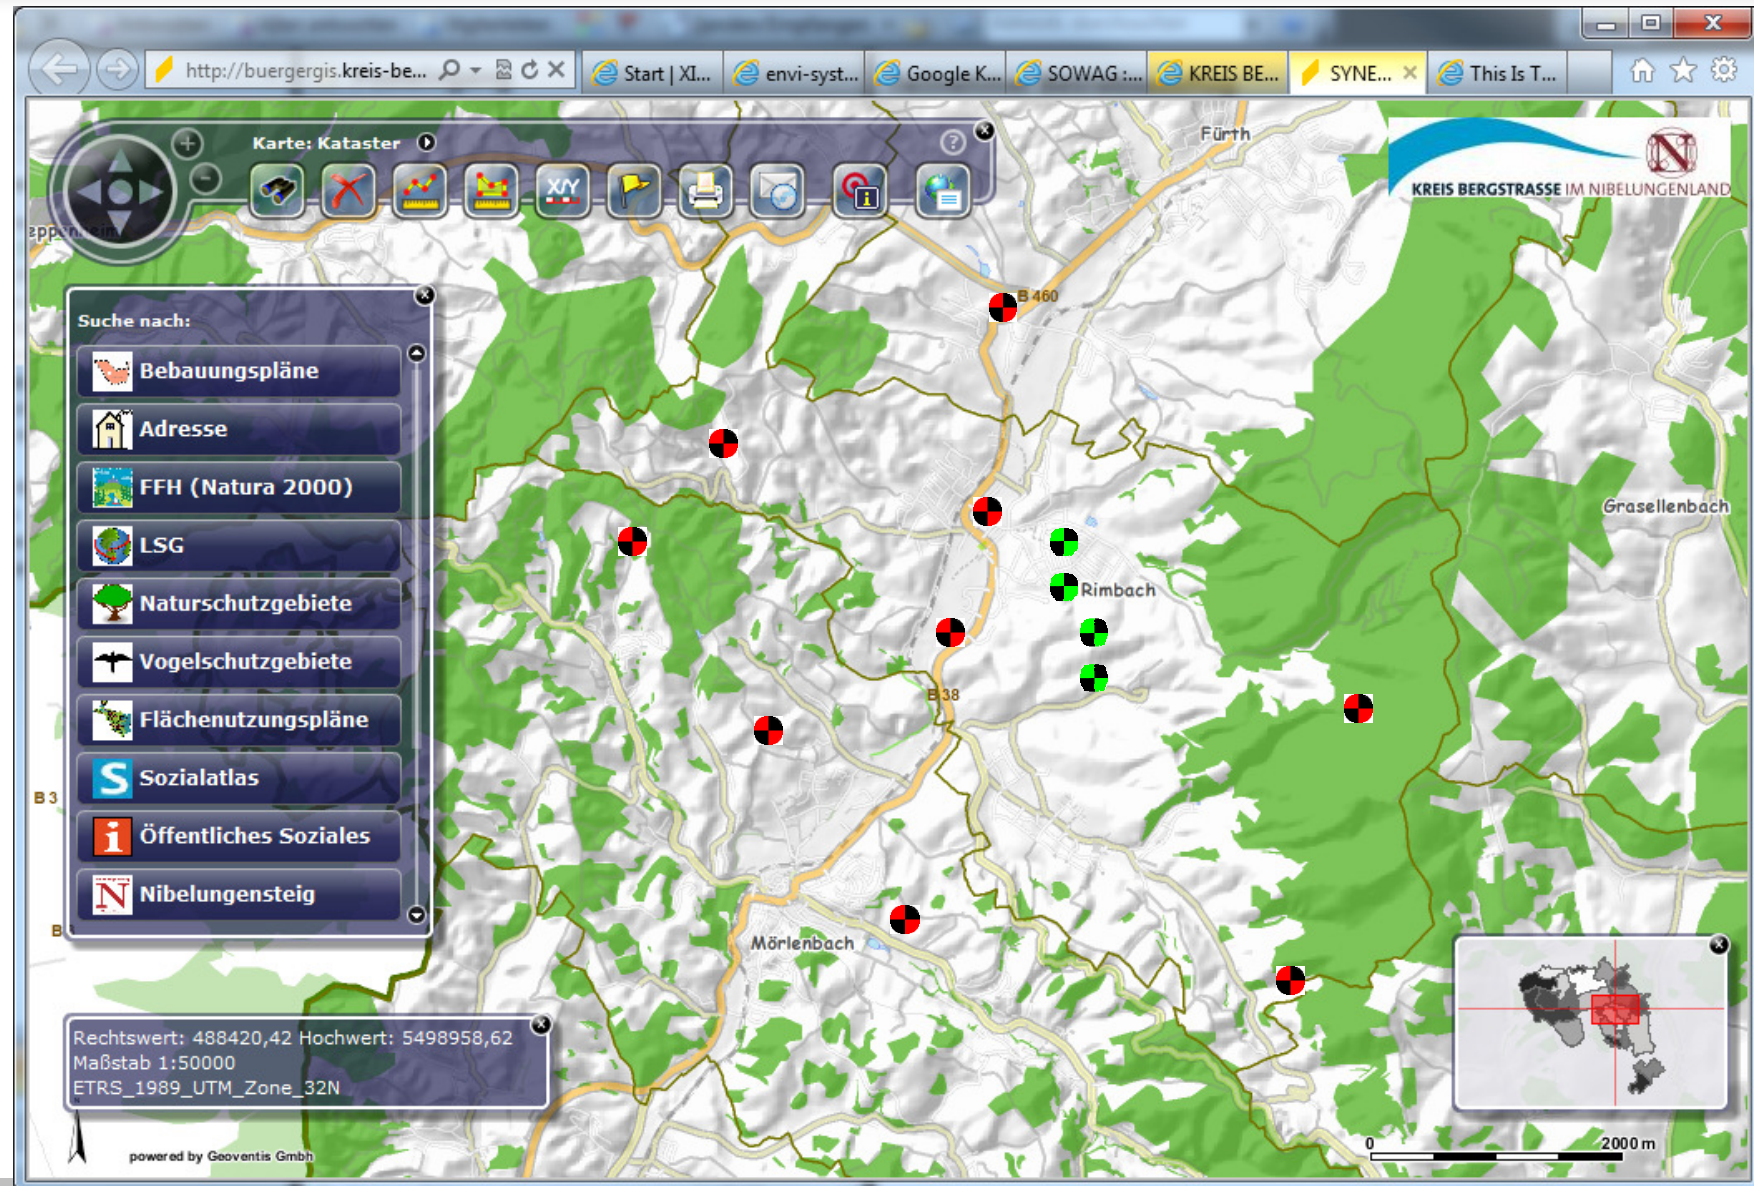 http://buergergis.kreis-be...
Start | XI...
envi-syst...
Google K...
SOWAG :...
KREIS BE...
SYNE...
This Is T...
Karte: Kataster
?
X/Y
i
Fürth
N
KREIS BERGSTRASSE IM NIBELUNGENLAND
B 460
Suche nach:
Bebauungspläne
Adresse
FFH (Natura 2000)
LSG
Naturschutzgebiete
Vogelschutzgebiete
Flächenutzungspläne
S Sozialatlas
i Öffentliches Soziales
N Nibelungensteig
Grasellenbach
Rimbach
B 38
B 3
Mörlenbach
Rechtswert: 488420,42 Hochwert: 5498958,62
Maßstab 1:50000
ETRS_1989_UTM_Zone_32N
powered by Geoventis Gmbh
0 2000 m